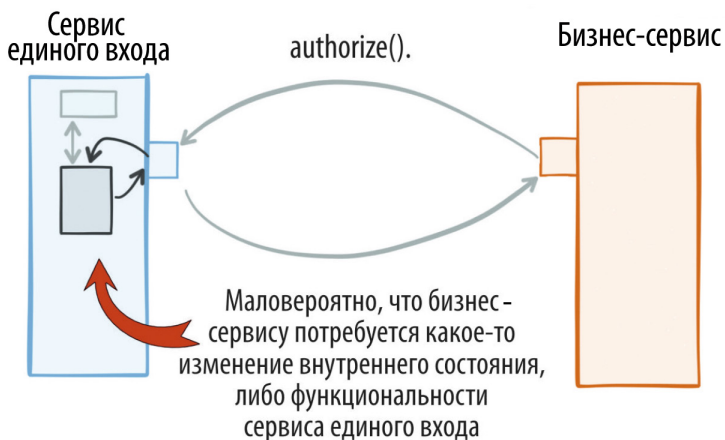 Сервис
единого входа
authorize().
Бизнес-сервис
Маловероятно, что бизнес-
сервису потребуется какое-то
изменение внутреннего состояния,
либо функциональности
сервиса единого входа